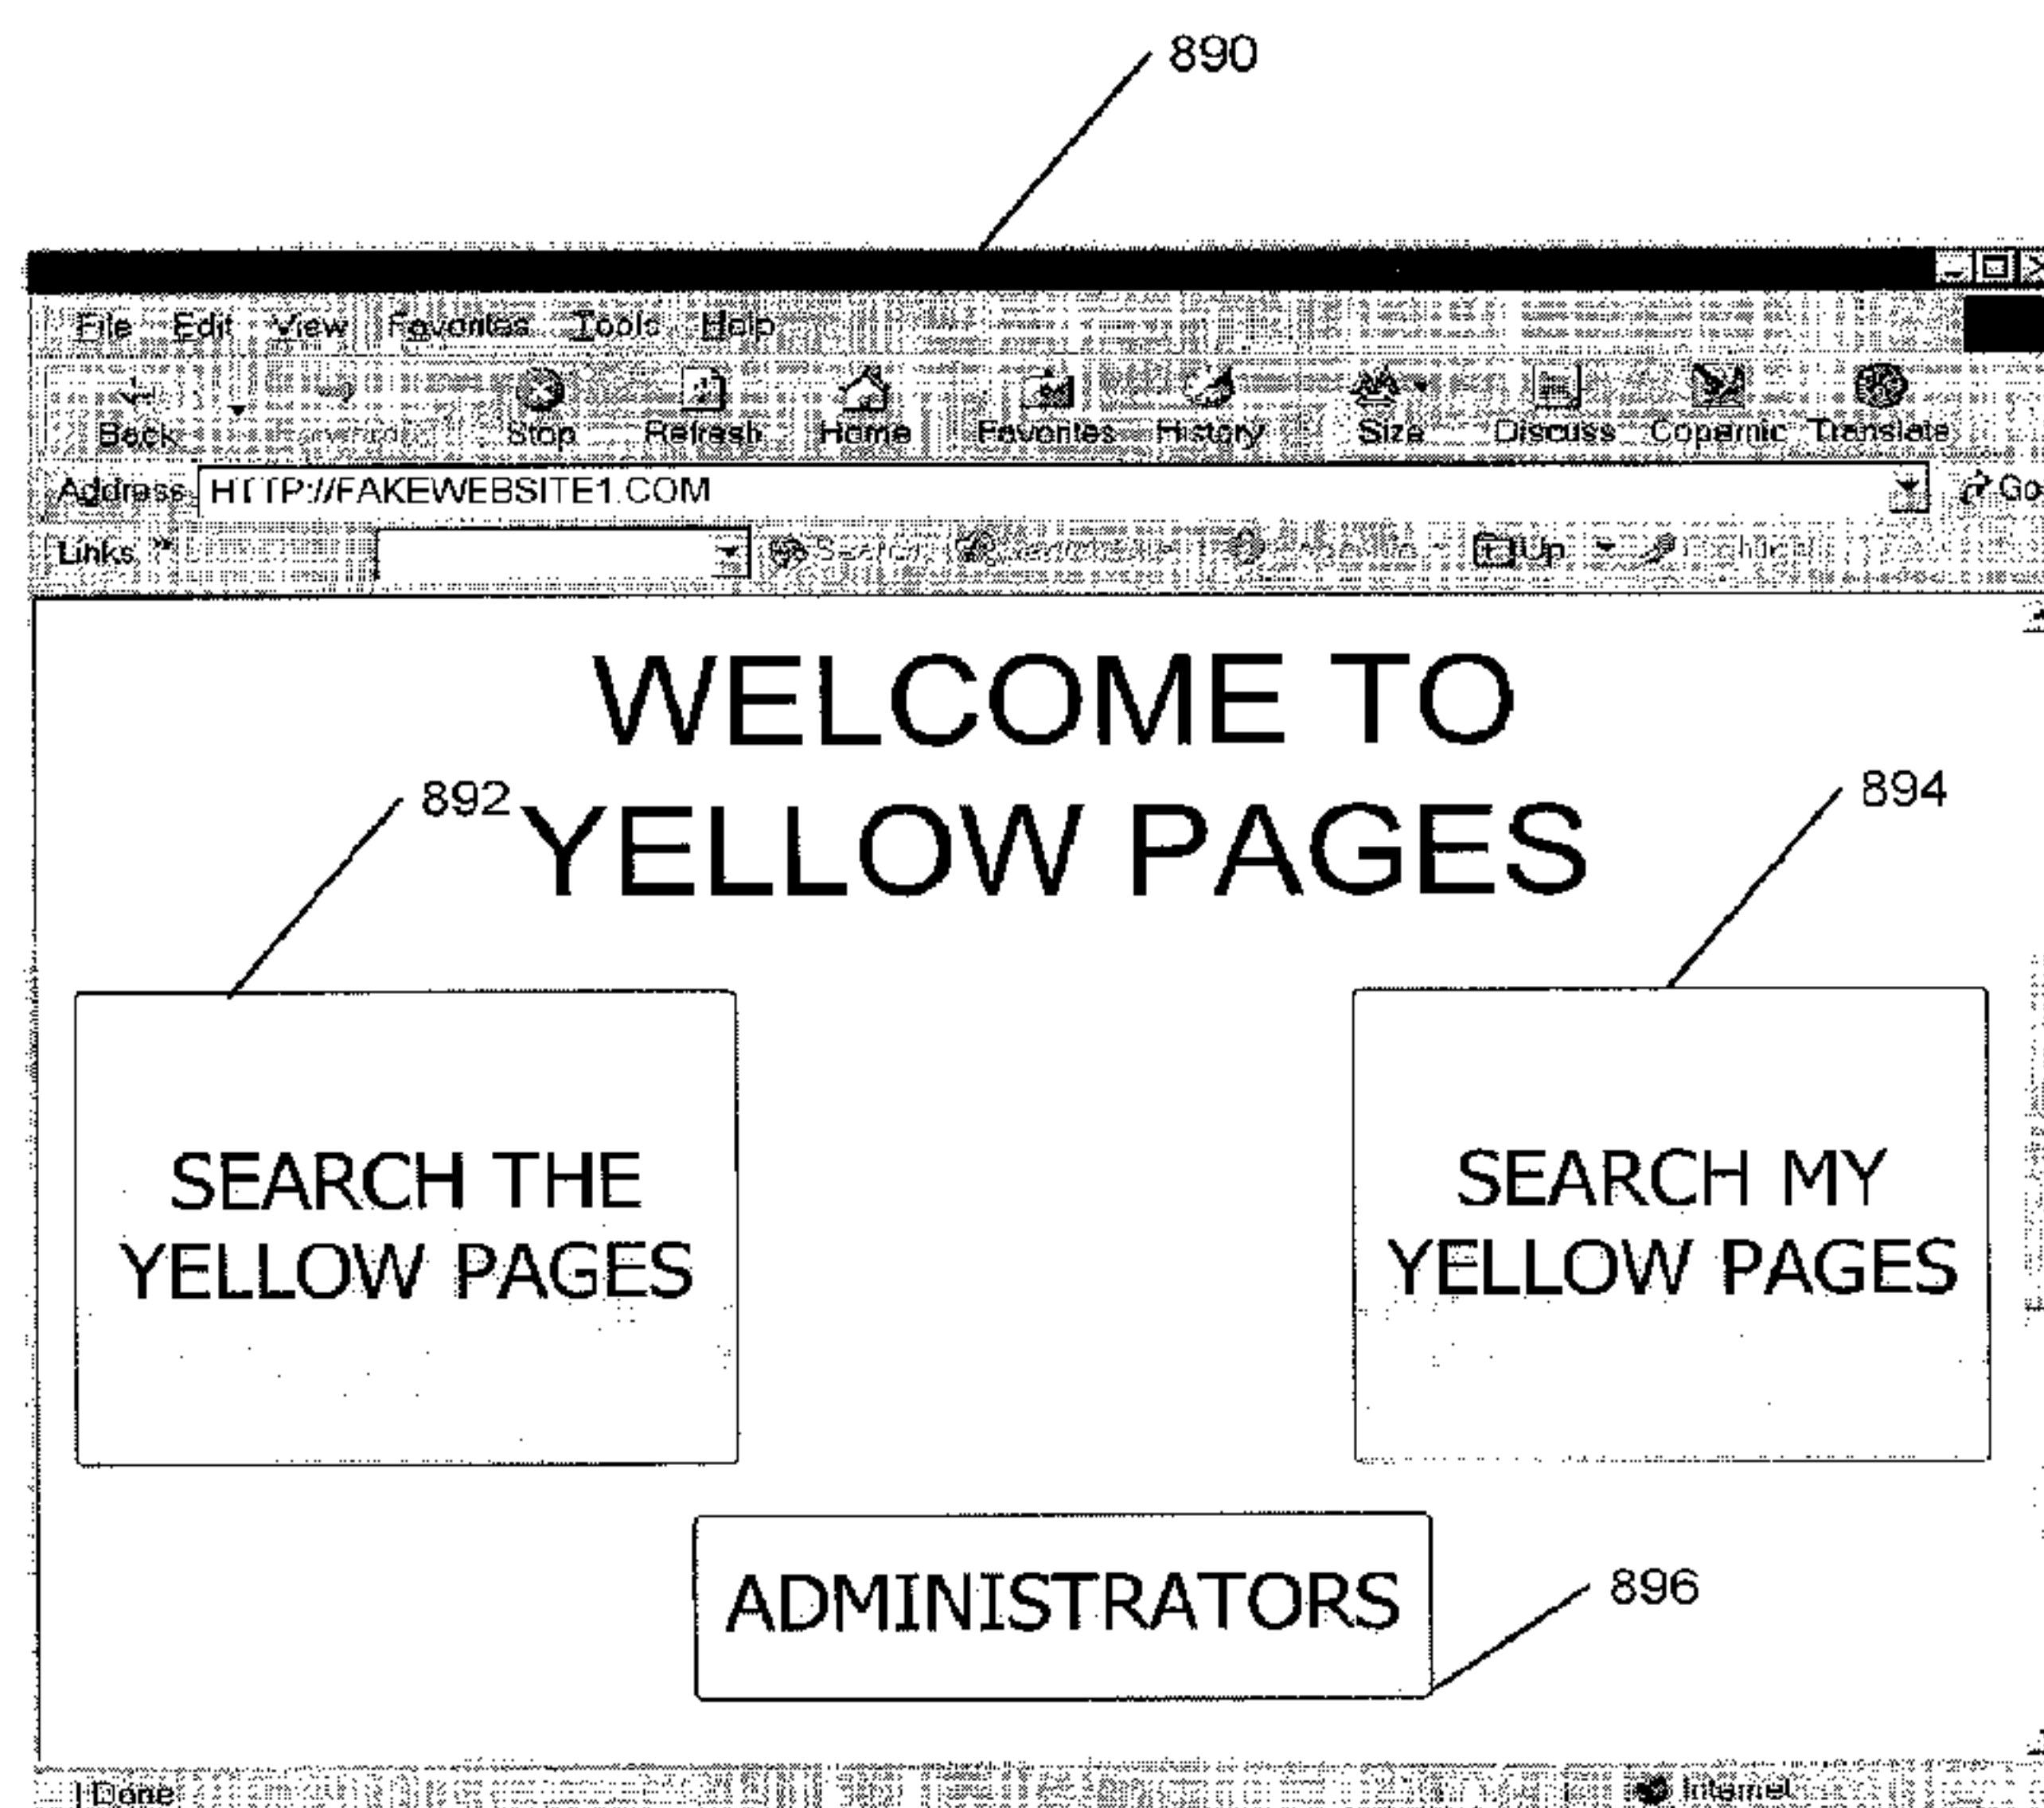 890
File Edit View Favorites Tools Help
Back Stop Refresh Home Favorites History Size Discuss Copernic Translate
Address HTTP://FAKEWEBSITE1.COM Go
Links » Search Up
WELCOME TO
892 YELLOW PAGES 894
SEARCH THE
YELLOW PAGES
SEARCH MY
YELLOW PAGES
ADMINISTRATORS 896
Done Internet